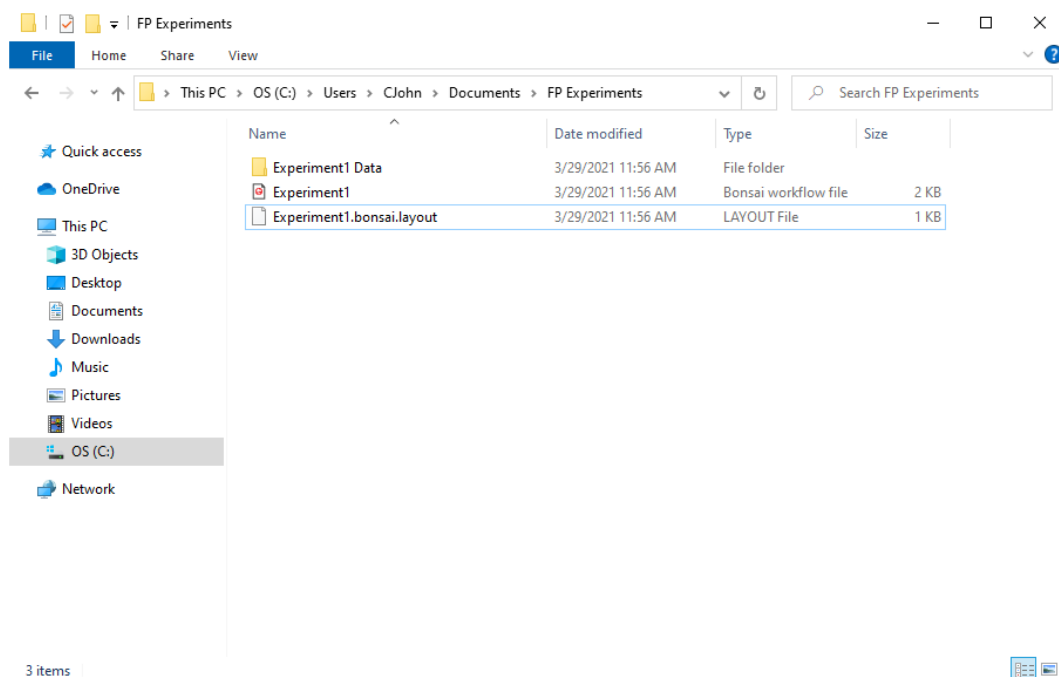 FP Experiments
File Home Share View
?
This PC > OS (C:) > Users > CJohn > Documents > FP Experiments
Search FP Experiments
Name Date modified Type Size
Quick access
OneDrive
This PC
3D Objects
Desktop
Documents
Downloads
Music
Pictures
Videos
OS (C:)
Network
Experiment1 Data 3/29/2021 11:56 AM File folder
Experiment1 3/29/2021 11:56 AM Bonsai workflow file 2 KB
Experiment1.bonsai.layout 3/29/2021 11:56 AM LAYOUT File 1 KB
3 items